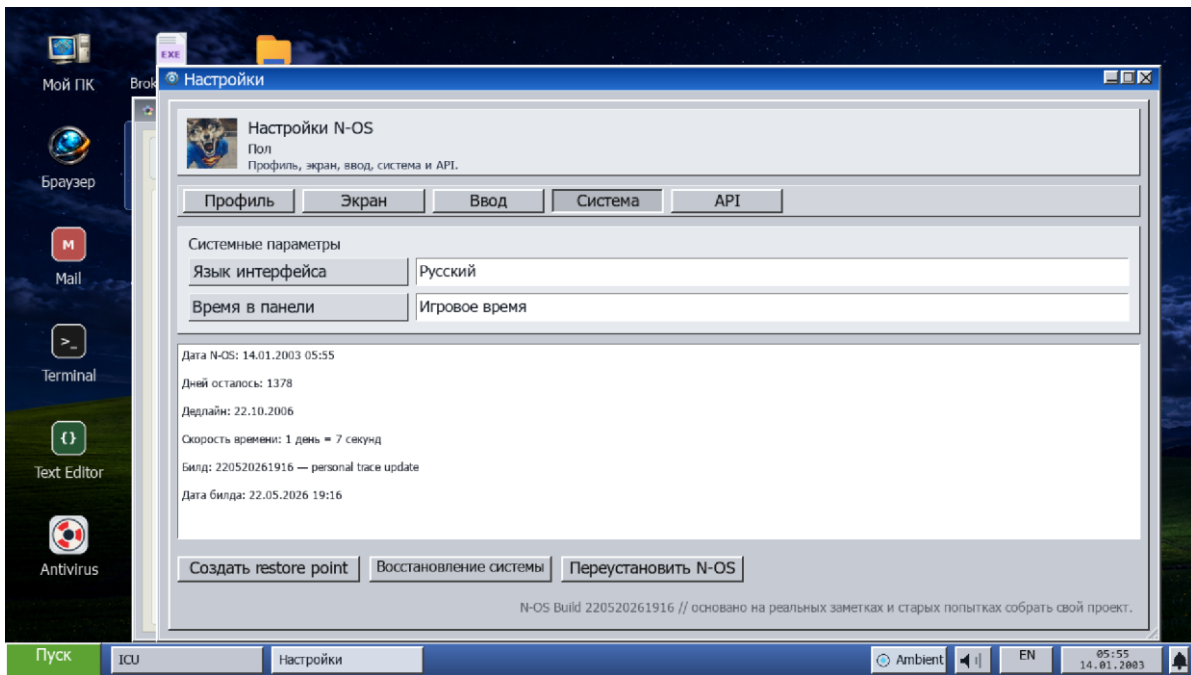 EXE
Мой ПК
Brok
Настройки
Настройки N-OS
Пол
Профиль, экран, ввод, система и API.
Браузер
Профиль
Экран
Ввод
Система
API
M
Mail
Системные параметры
Язык интерфейса
Русский
Время в панели
Игровое время
>_
Terminal
Дата N-OS: 14.01.2003 05:55
Дней осталось: 1378
Дедлайн: 22.10.2006
Скорость времени: 1 день = 7 секунд
Билд: 220520261916 — personal trace update
Дата билда: 22.05.2026 19:16
{}
Text Editor
Antivirus
Создать restore point
Восстановление системы
Переустановить N-OS
N-OS Build 220520261916 // основано на реальных заметках и старых попытках собрать свой проект.
Пуск
ICU
Настройки
Ambient
EN
05:55
14.01.2003